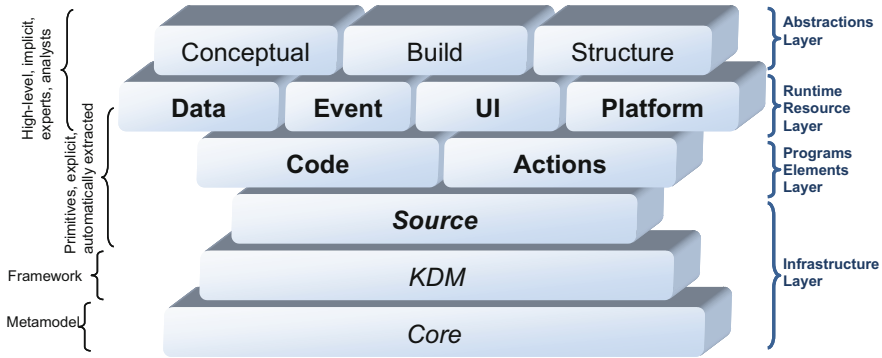 High-level, implicit,
experts, analysts
Primitives, explicit,
automatically extracted
Framework
Metamodel
Conceptual
Build
Structure
Data
Event
UI
Platform
Code
Actions
Source
KDM
Core
Abstractions
Layer
Runtime
Resource
Layer
Programs
Elements
Layer
Infrastructure
Layer